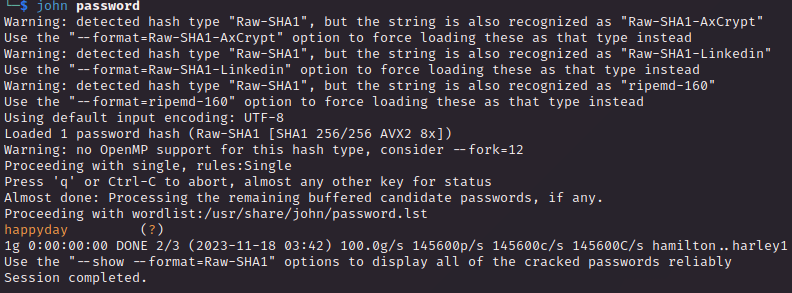 └─$ john password
Warning: detected hash type "Raw-SHA1", but the string is also recognized as "Raw-SHA1-AxCrypt"
Use the "--format=Raw-SHA1-AxCrypt" option to force loading these as that type instead
Warning: detected hash type "Raw-SHA1", but the string is also recognized as "Raw-SHA1-Linkedin"
Use the "--format=Raw-SHA1-Linkedin" option to force loading these as that type instead
Warning: detected hash type "Raw-SHA1", but the string is also recognized as "ripemd-160"
Use the "--format=ripemd-160" option to force loading these as that type instead
Using default input encoding: UTF-8
Loaded 1 password hash (Raw-SHA1 [SHA1 256/256 AVX2 8x])
Warning: no OpenMP support for this hash type, consider --fork=12
Proceeding with single, rules:Single
Press 'q' or Ctrl-C to abort, almost any other key for status
Almost done: Processing the remaining buffered candidate passwords, if any.
Proceeding with wordlist:/usr/share/john/password.lst
happyday         (?)
1g 0:00:00:00 DONE 2/3 (2023-11-18 03:42) 100.0g/s 145600p/s 145600c/s 145600C/s hamilton..harley1
Use the "--show --format=Raw-SHA1" options to display all of the cracked passwords reliably
Session completed.